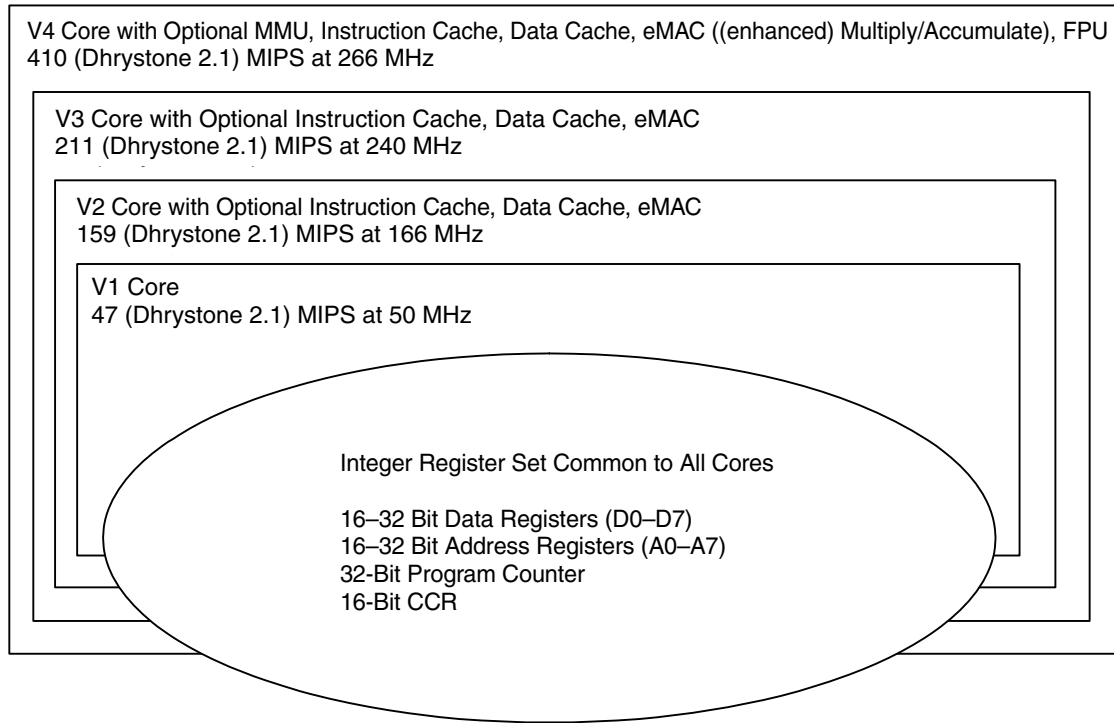 V4 Core with Optional MMU, Instruction Cache, Data Cache, eMAC ((enhanced) Multiply/Accumulate), FPU
410 (Dhrystone 2.1) MIPS at 266 MHz
V3 Core with Optional Instruction Cache, Data Cache, eMAC
211 (Dhrystone 2.1) MIPS at 240 MHz
V2 Core with Optional Instruction Cache, Data Cache, eMAC
159 (Dhrystone 2.1) MIPS at 166 MHz
V1 Core
47 (Dhrystone 2.1) MIPS at 50 MHz
Integer Register Set Common to All Cores
16–32 Bit Data Registers (D0–D7)
16–32 Bit Address Registers (A0–A7)
32-Bit Program Counter
16-Bit CCR